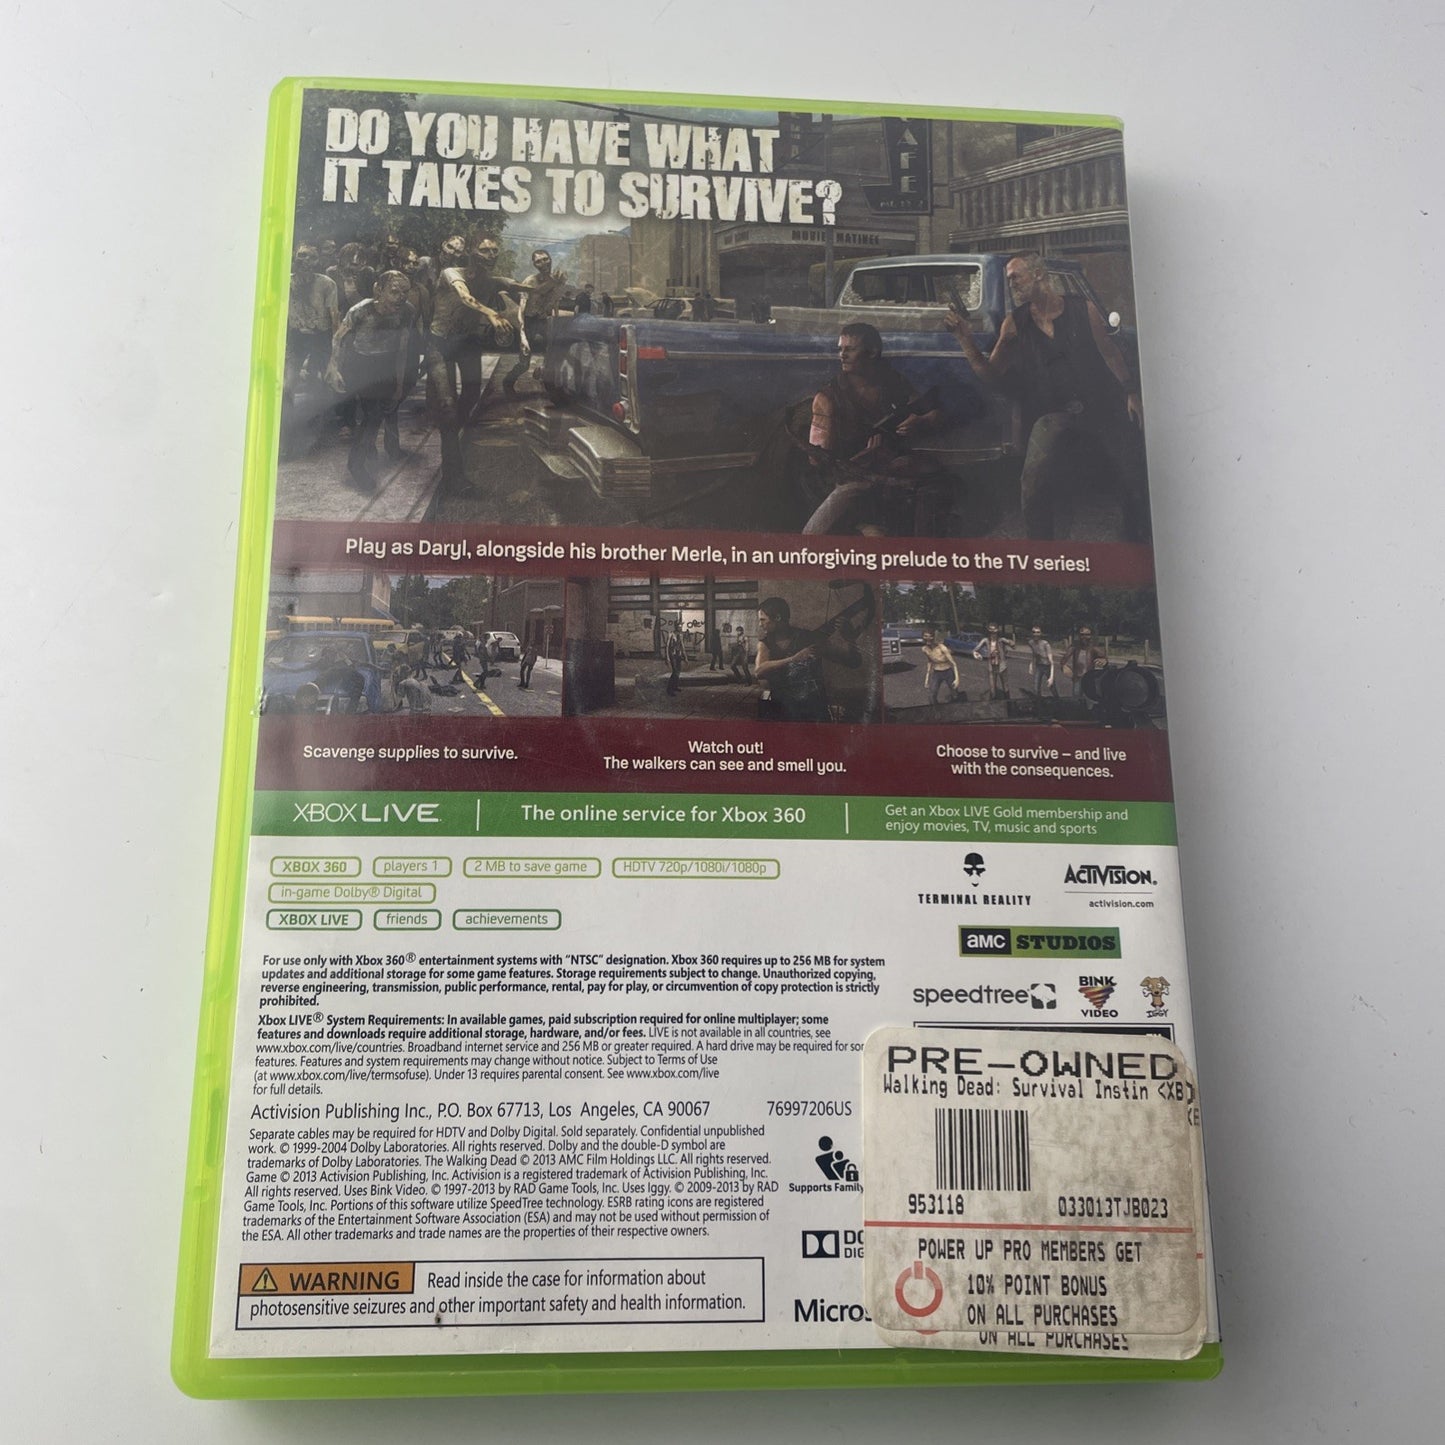 DO YOU HAVE WHAT
IT TAKES TO SURVIVE?
CAFE
MOVIE MATINEE
Play as Daryl, alongside his brother Merle, in an unforgiving prelude to the TV series!
Scavenge supplies to survive.
Watch out!
The walkers can see and smell you.
Choose to survive – and live
with the consequences.
XBOX LIVE
The online service for Xbox 360
Get an Xbox LIVE Gold membership and
enjoy movies, TV, music and sports
XBOX 360
players 1
2 MB to save game
HDTV 720p/1080i/1080p
in-game Dolby® Digital
XBOX LIVE
friends
achievements
TERMINAL REALITY
ACTIVISION.
activision.com
aMC STUDIOS
speedtree
BINK
VIDEO
IGGY
For use only with Xbox 360® entertainment systems with "NTSC" designation. Xbox 360 requires up to 256 MB for system
updates and additional storage for some game features. Storage requirements subject to change. Unauthorized copying,
reverse engineering, transmission, public performance, rental, pay for play, or circumvention of copy protection is strictly
prohibited.
Xbox LIVE® System Requirements: In available games, paid subscription required for online multiplayer; some
features and downloads require additional storage, hardware, and/or fees. LIVE is not available in all countries, see
www.xbox.com/live/countries. Broadband internet service and 256 MB or greater required. A hard drive may be required for so
features. Features and system requirements may change without notice. Subject to Terms of Use
(at www.xbox.com/live/termsofuse). Under 13 requires parental consent. See www.xbox.com/live
for full details.
Activision Publishing Inc., P.O. Box 67713, Los Angeles, CA 90067
76997206US
Separate cables may be required for HDTV and Dolby Digital. Sold separately. Confidential unpublished
work. © 1999-2004 Dolby Laboratories. All rights reserved. Dolby and the double-D symbol are
trademarks of Dolby Laboratories. The Walking Dead © 2013 AMC Film Holdings LLC. All rights reserved.
Game © 2013 Activision Publishing, Inc. Activision is a registered trademark of Activision Publishing, Inc.
All rights reserved. Uses Bink Video. © 1997-2013 by RAD Game Tools, Inc. Uses Iggy. © 2009-2013 by RAD
Game Tools, Inc. Portions of this software utilize SpeedTree technology. ESRB rating icons are registered
trademarks of the Entertainment Software Association (ESA) and may not be used without permission of
the ESA. All other trademarks and trade names are the properties of their respective owners.
Supports Family
DO
DIG
Micros
WARNING Read inside the case for information about
photosensitive seizures and other important safety and health information.
PRE-OWNED
Walking Dead: Survival Instin <XB
953118
033013TJB023
POWER UP PRO MEMBERS GET
10% POINT BONUS
ON ALL PURCHASES
ON ALL PURCHASES